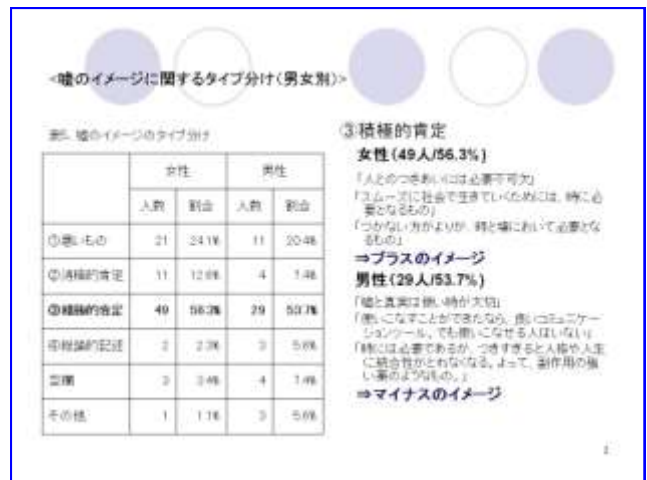 <嘘のイメージに関するタイプ分け(男女別)>
表5. 嘘のイメージのタイプ分け
女性 男性
人数 割合 人数 割合
①悪いもの 21 24.1% 11 20.4%
②消極的肯定 11 12.6% 4 7.4%
③積極的肯定 49 56.3% 29 53.7%
④総論的記述 2 2.3% 3 5.6%
空欄 3 3.4% 4 7.4%
その他 1 1.1% 3 5.6%
③積極的肯定
女性(49人/56.3%)
「人とのつきあいには必要不可欠」
「スムーズに社会で生きていくためには、時に必
要となるもの」
「つかない方がよりが、時と場において必要とな
るもの」
⇒プラスのイメージ
男性(29人/53.7%)
「嘘と真実は使い時が大切」
「使いこなすことができたなら、良いコミュニケー
ションツール。でも使いこなせる人はいない」
「時には必要であるが、つきすぎると人格や人生
に統合性がとれなくなる。よって、副作用の強
い薬のようなもの。」
⇒マイナスのイメージ